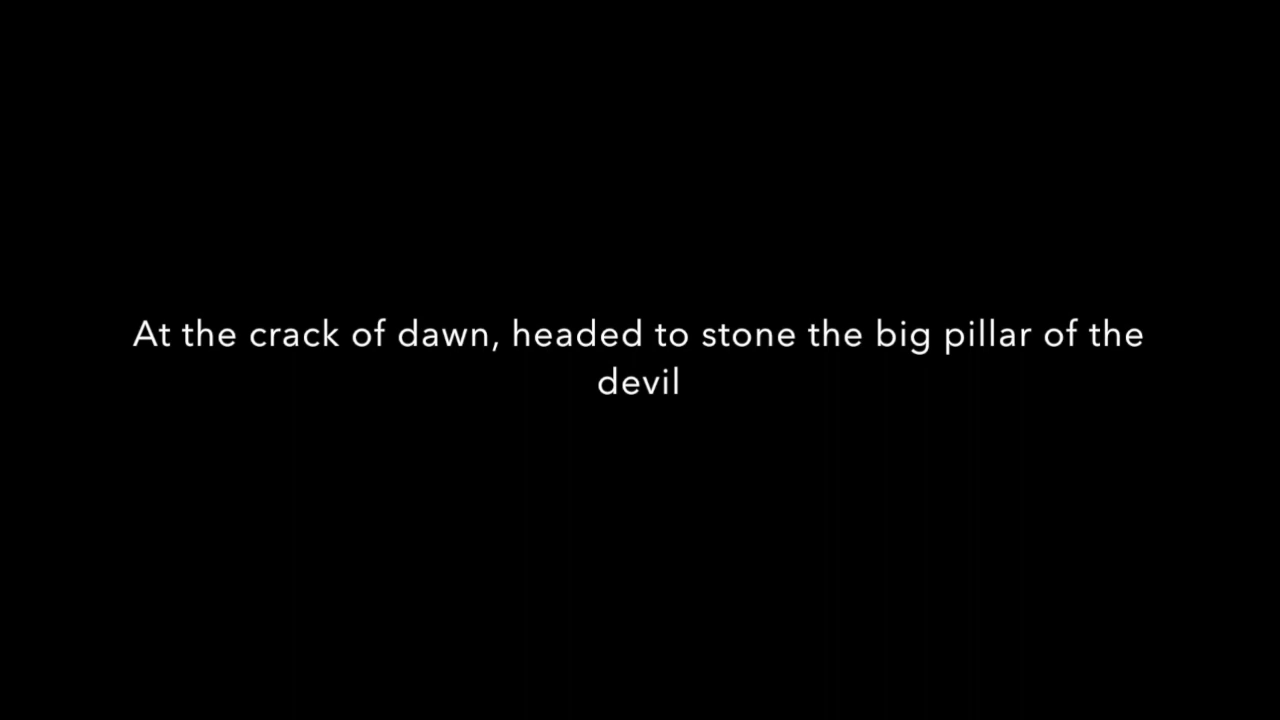 At the crack of dawn, headed to stone the big pillar of the
devil